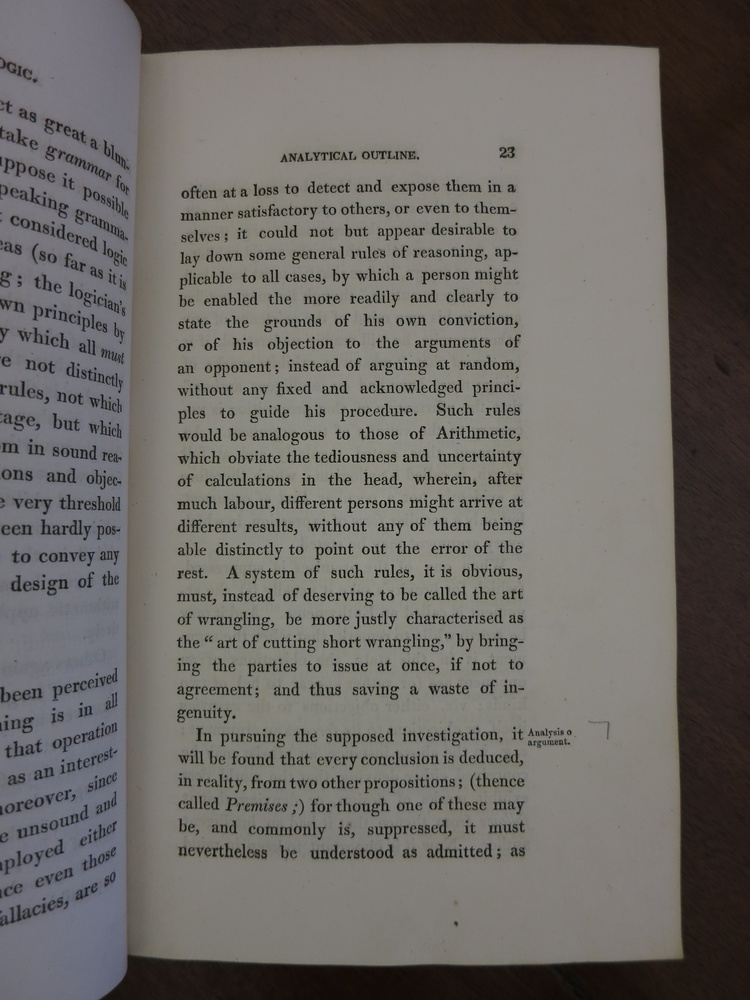 OGIC.
ct as great a blun-
take grammar for
ppose it possible
peaking gramma-
considered logic
eas (so far as it is
g; the logician's
wn principles by
y which all must
e not distinctly
rules, not which
tage, but which
m in sound rea-
ons and objec-
e very threshold
een hardly pos-
to convey any
design of the
been perceived
ning is in all
that operation
as an interest-
moreover, since
e unsound and
mployed either
nce even those
allacies, are so
ANALYTICAL OUTLINE. 23
often at a loss to detect and expose them in a
manner satisfactory to others, or even to them-
selves; it could not but appear desirable to
lay down some general rules of reasoning, ap-
plicable to all cases, by which a person might
be enabled the more readily and clearly to
state the grounds of his own conviction,
or of his objection to the arguments of
an opponent; instead of arguing at random,
without any fixed and acknowledged princi-
ples to guide his procedure. Such rules
would be analogous to those of Arithmetic,
which obviate the tediousness and uncertainty
of calculations in the head, wherein, after
much labour, different persons might arrive at
different results, without any of them being
able distinctly to point out the error of the
rest. A system of such rules, it is obvious,
must, instead of deserving to be called the art
of wrangling, be more justly characterised as
the “ art of cutting short wrangling,” by bring-
ing the parties to issue at once, if not to
agreement; and thus saving a waste of in-
genuity.
In pursuing the supposed investigation, it
Analysis o
argument.
will be found that every conclusion is deduced,
in reality, from two other propositions; (thence
called Premises;) for though one of these may
be, and commonly is, suppressed, it must
nevertheless be understood as admitted; as